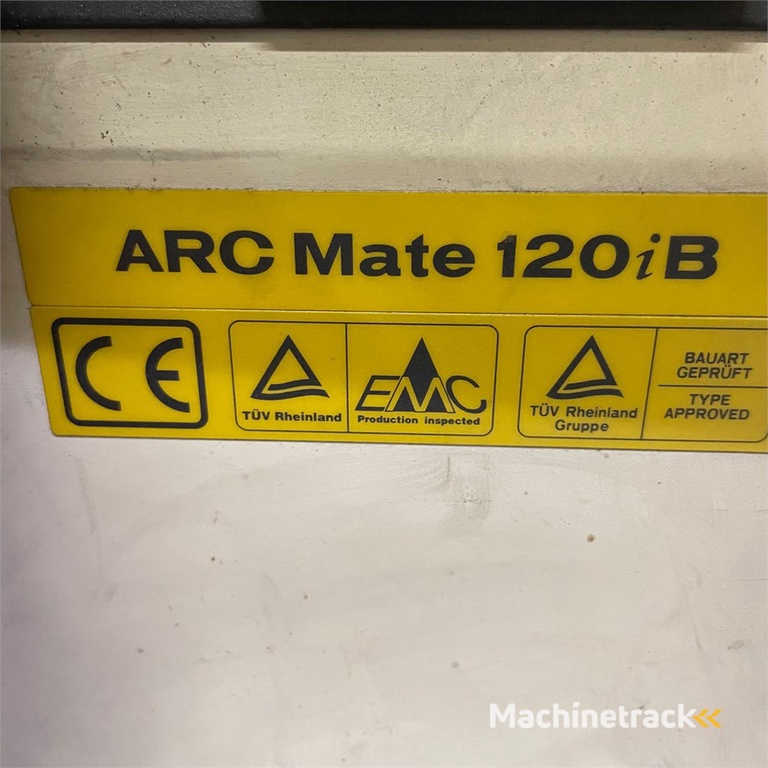 ARC Mate 120iB
CE
TÜV Rheinland
EMC
Production inspected
TÜV Rheinland
Gruppe
BAUART
GEPRÜFT
TYPE
APPROVED
Machinetrack